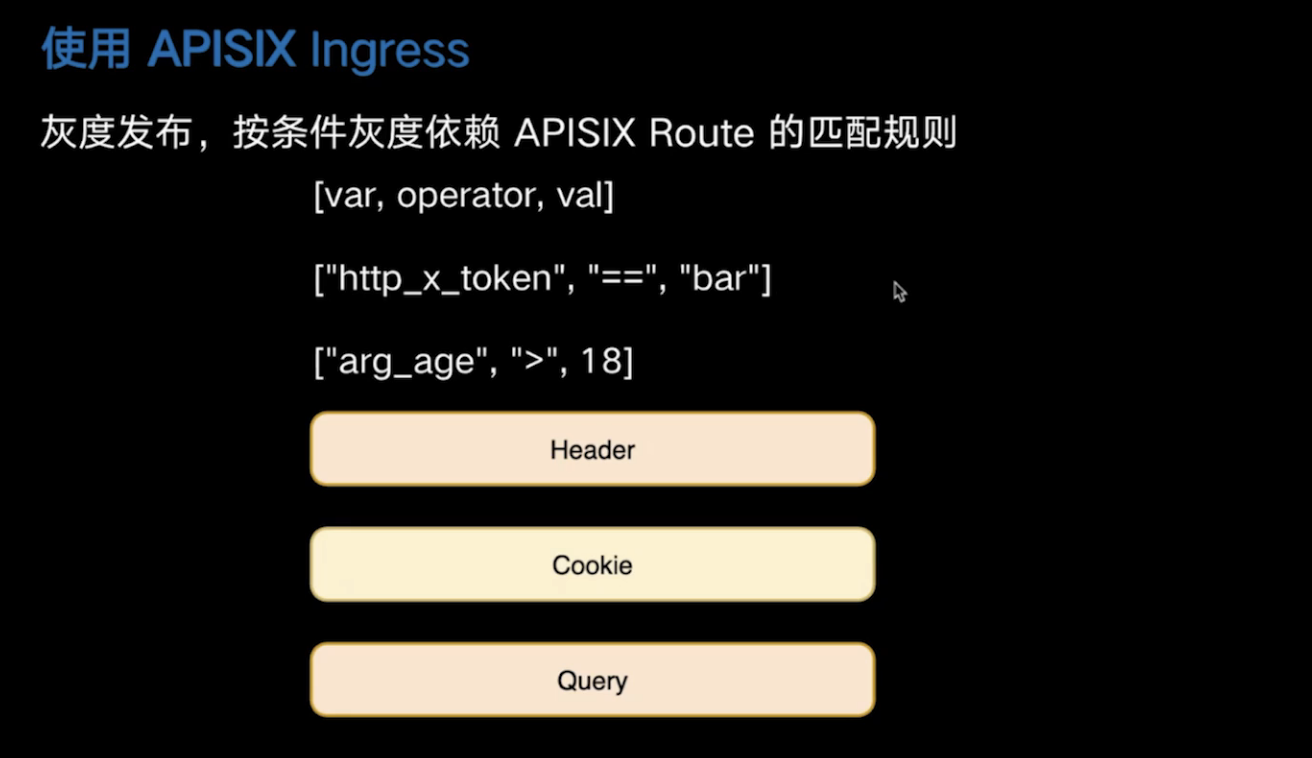 使用 APISIX Ingress
灰度发布，按条件灰度依赖 APISIX Route 的匹配规则
[var, operator, val]
["http_x_token", "==", "bar"]
["arg_age", ">", 18]
Header
Cookie
Query